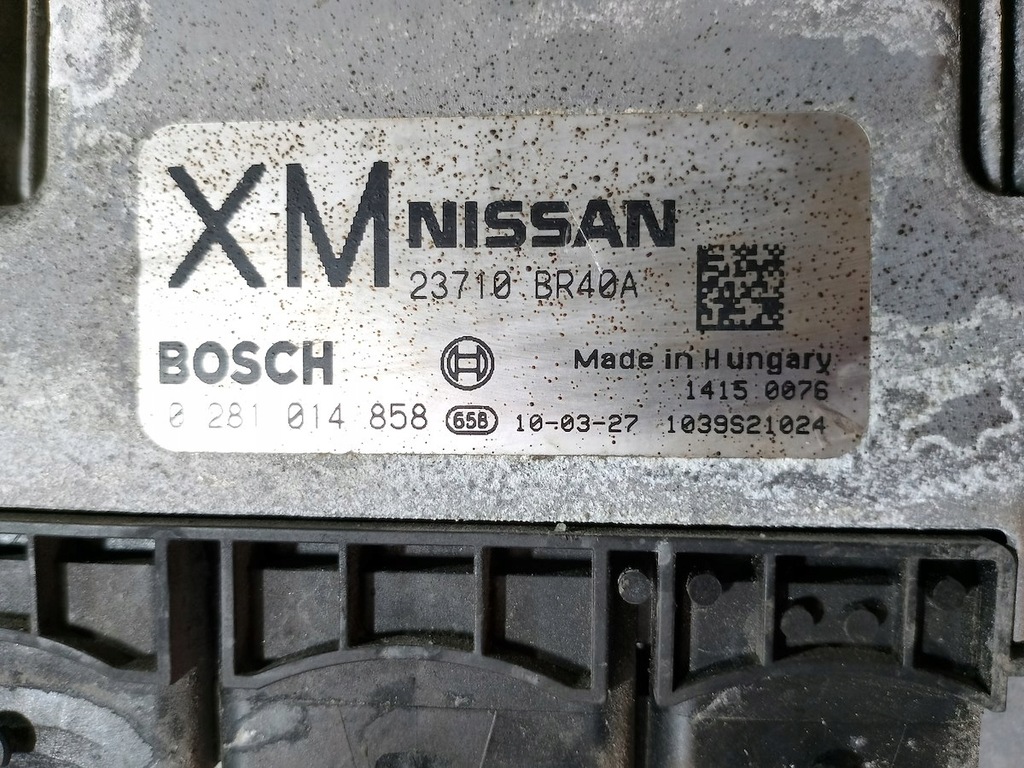 XM NISSAN
23710 BR40A
BOSCH Made in Hungary
1415 0076
0 281 014 858 65B 10-03-27 1039S21024